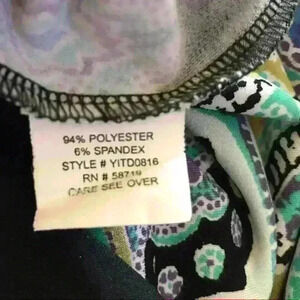 94% POLYESTER
6% SPANDEX
STYLE # YITD0816
RN # 58719
CARE SEE OVER